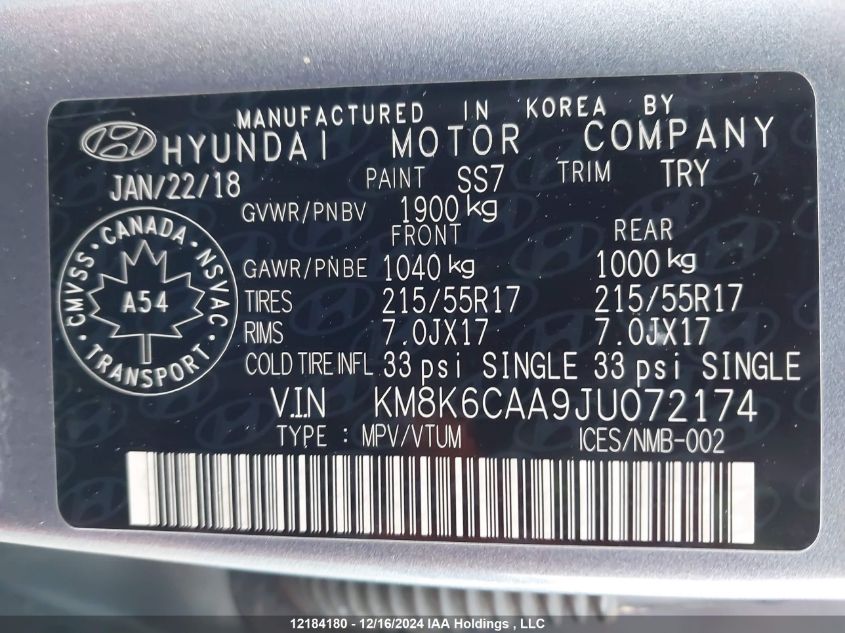 MANUFACTURED IN KOREA BY
HYUNDAI MOTOR COMPANY
JAN/22/18 PAINT SS7 TRIM TRY
GVWR/PNBV 1900 kg
FRONT REAR
GAWR/PNBE 1040 kg 1000 kg
TIRES 215/55R17 215/55R17
RIMS 7.0JX17 7.0JX17
COLD TIRE INFL 33 psi SINGLE 33 psi SINGLE
CMVSS · CANADA · NSVAC · TRANSPORT ·
A54
V.I.N KM8K6CAA9JU072174
TYPE : MPV/VTUM ICES/NMB-002
12184180 - 12/16/2024 IAA Holdings , LLC